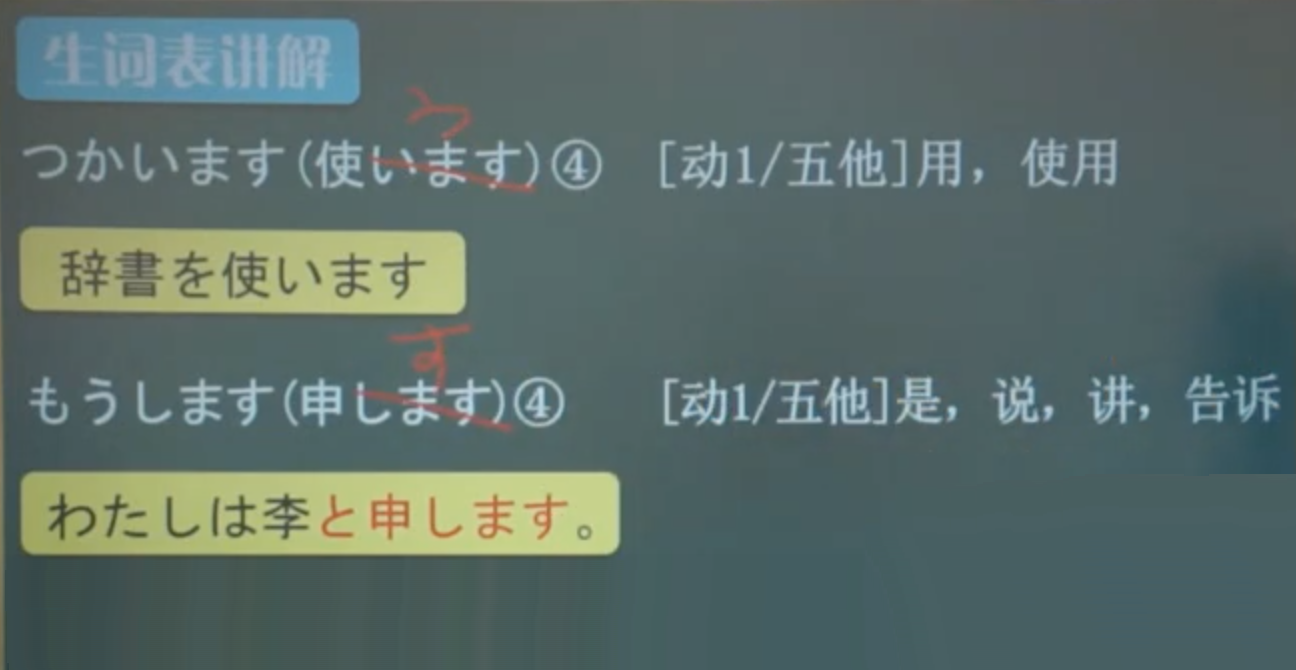 生词表讲解
う
つかいます(使います)④ [动1/五他]用，使用
辞書を使います
す
もうします(申します)④ [动1/五他]是，说，讲，告诉
わたしは李と申します。